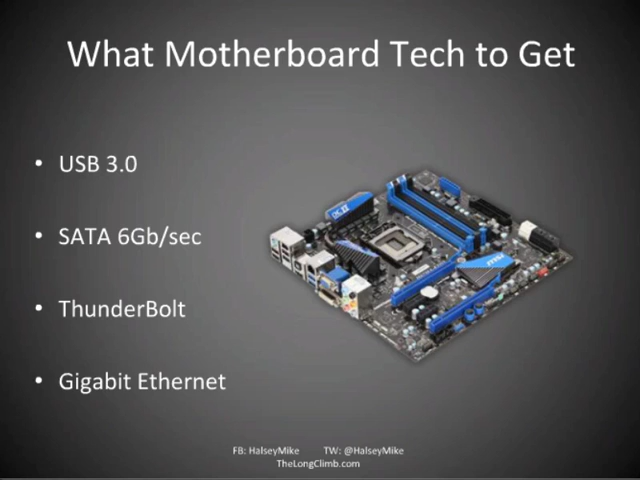 What Motherboard Tech to Get
• USB 3.0
• SATA 6Gb/sec
• ThunderBolt
• Gigabit Ethernet
msi
FB: HalseyMike TW: @HalseyMike
TheLongClimb.com